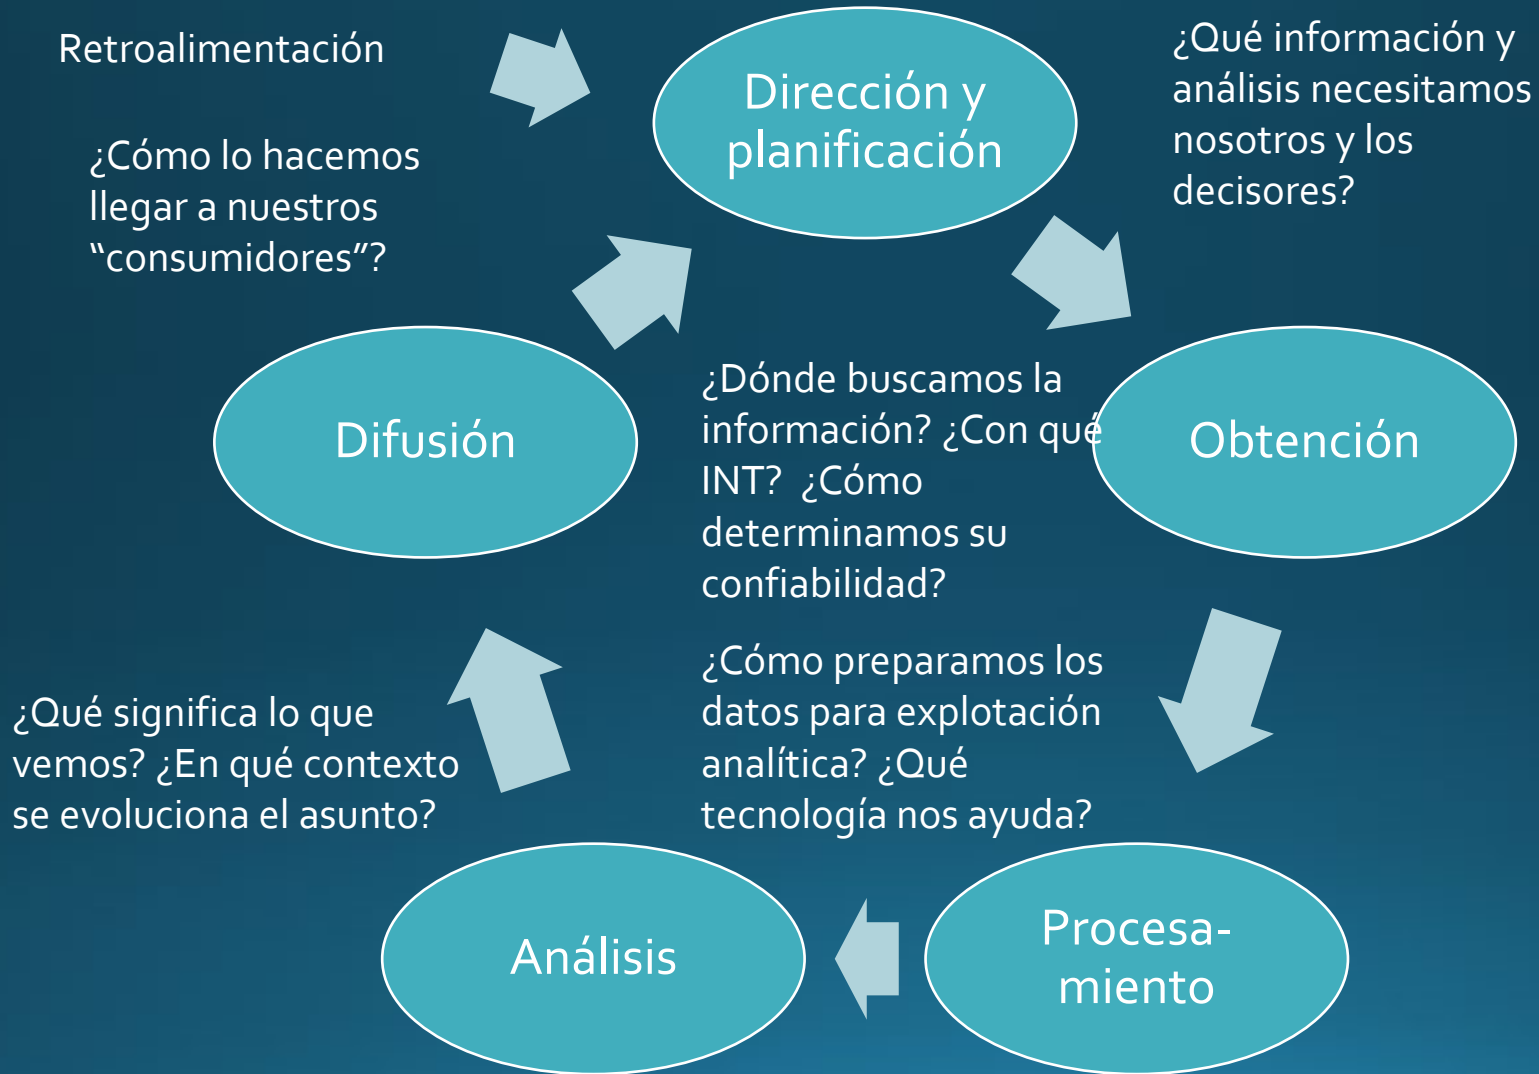 Retroalimentación
¿Cómo lo hacemos
llegar a nuestros
“consumidores”?
Dirección y
planificación
¿Qué información y
análisis necesitamos
nosotros y los
decisores?
Difusión
¿Dónde buscamos la
información? ¿Con qué
INT?  ¿Cómo
determinamos su
confiabilidad?
Obtención
¿Cómo preparamos los
datos para explotación
analítica? ¿Qué
tecnología nos ayuda?
¿Qué significa lo que
vemos? ¿En qué contexto
se evoluciona el asunto?
Análisis
Procesa-
miento